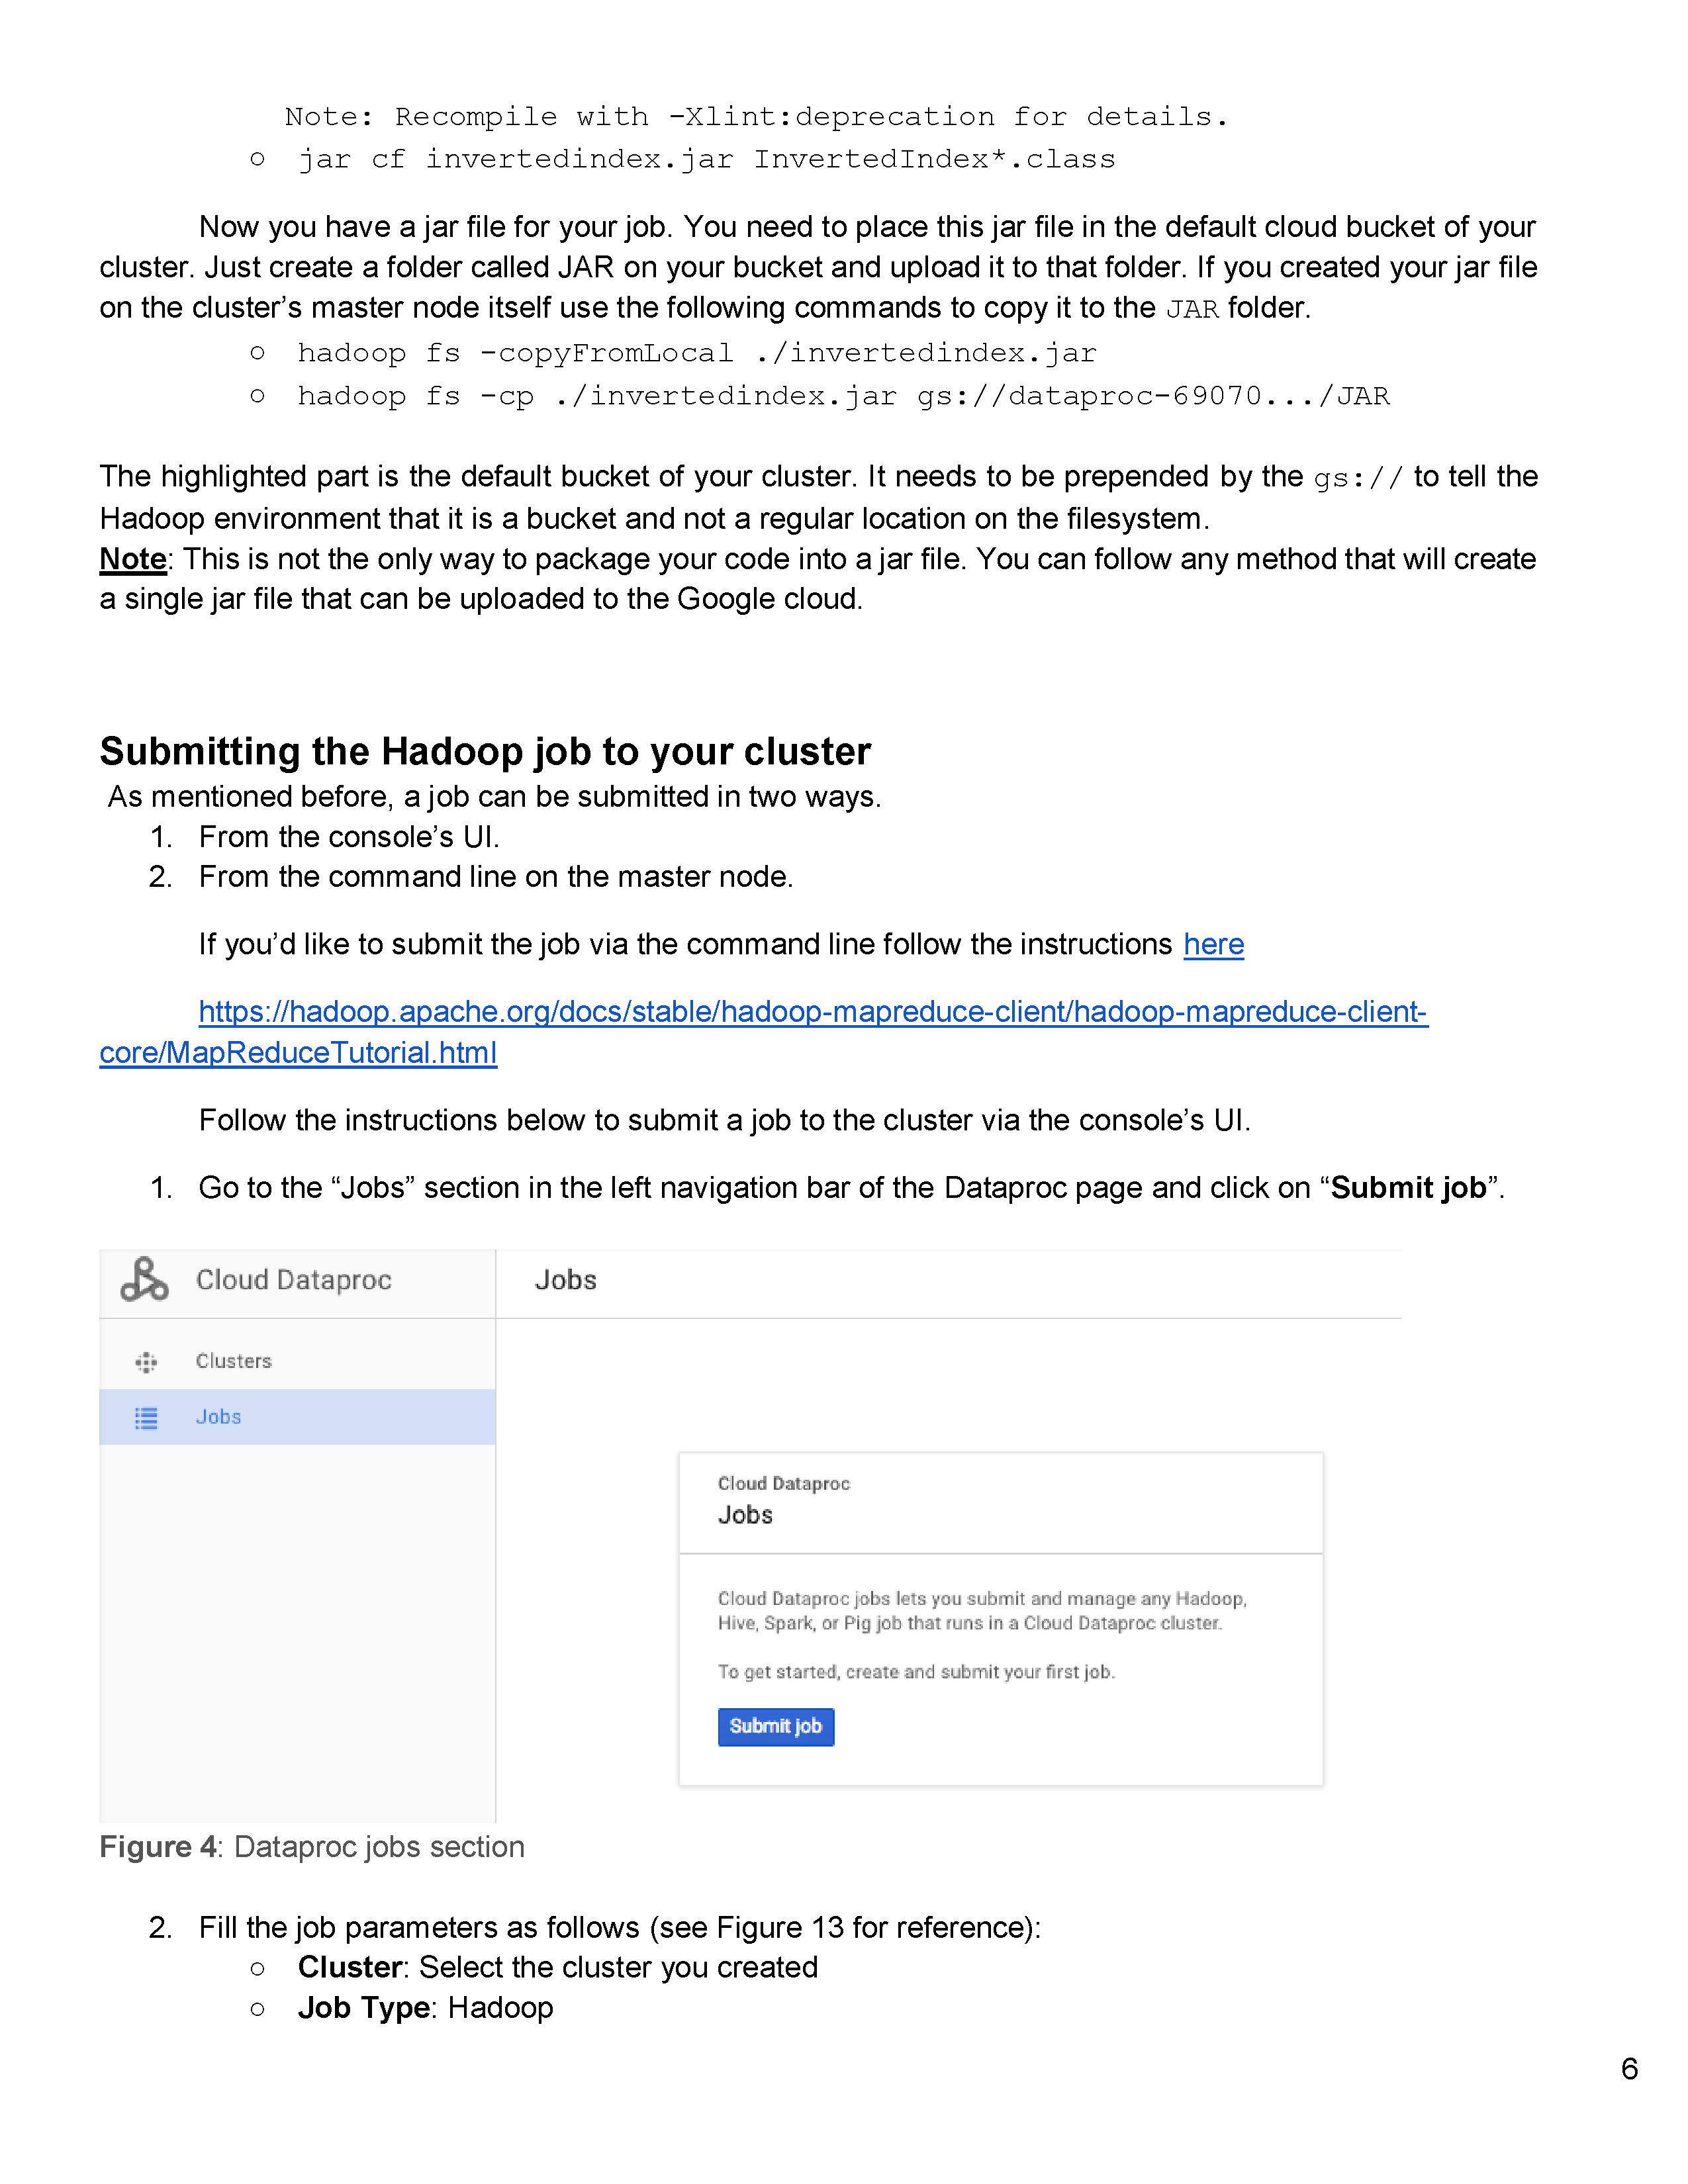 Note: Recompile with -Xlint:deprecation for details.
○ jar cf invertedindex.jar InvertedIndex*.class
Now you have a jar file for your job. You need to place this jar file in the default cloud bucket of your
cluster. Just create a folder called JAR on your bucket and upload it to that folder. If you created your jar file
on the cluster’s master node itself use the following commands to copy it to the JAR folder.
○ hadoop fs -copyFromLocal ./invertedindex.jar
○ hadoop fs -cp ./invertedindex.jar gs://dataproc-69070.../JAR
The highlighted part is the default bucket of your cluster. It needs to be prepended by the gs:// to tell the
Hadoop environment that it is a bucket and not a regular location on the filesystem.
Note: This is not the only way to package your code into a jar file. You can follow any method that will create
a single jar file that can be uploaded to the Google cloud.
Submitting the Hadoop job to your cluster
As mentioned before, a job can be submitted in two ways.
1. From the console’s UI.
2. From the command line on the master node.
If you’d like to submit the job via the command line follow the instructions here
https://hadoop.apache.org/docs/stable/hadoop-mapreduce-client/hadoop-mapreduce-client-
core/MapReduceTutorial.html
Follow the instructions below to submit a job to the cluster via the console’s UI.
1. Go to the “Jobs” section in the left navigation bar of the Dataproc page and click on “Submit job”.
Cloud Dataproc
Jobs
Clusters
Jobs
Cloud Dataproc
Jobs
Cloud Dataproc jobs lets you submit and manage any Hadoop,
Hive, Spark, or Pig job that runs in a Cloud Dataproc cluster.
To get started, create and submit your first job.
Submit job
Figure 4: Dataproc jobs section
2. Fill the job parameters as follows (see Figure 13 for reference):
○ Cluster: Select the cluster you created
○ Job Type: Hadoop
6